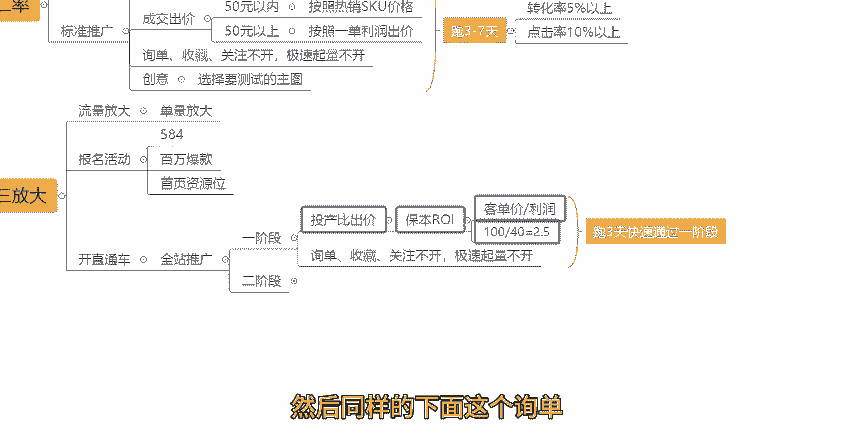 二率
标准推广
成交出价
50元以内
按照热销SKU价格
50元以上
按照一单利润出价
询单、收藏、关注不开，极速起量不开
创意
选择要测试的主图
跑3-7天
转化率5%以上
点击率10%以上
三放大
流量放大
单量放大
报名活动
584
百万爆款
首页资源位
开直通车
全站推广
一阶段
投产比出价
保本ROI
客单价/利润
100/40=2.5
询单、收藏、关注不开，极速起量不开
跑3天快速通过一阶段
二阶段
然后同样的下面这个询单